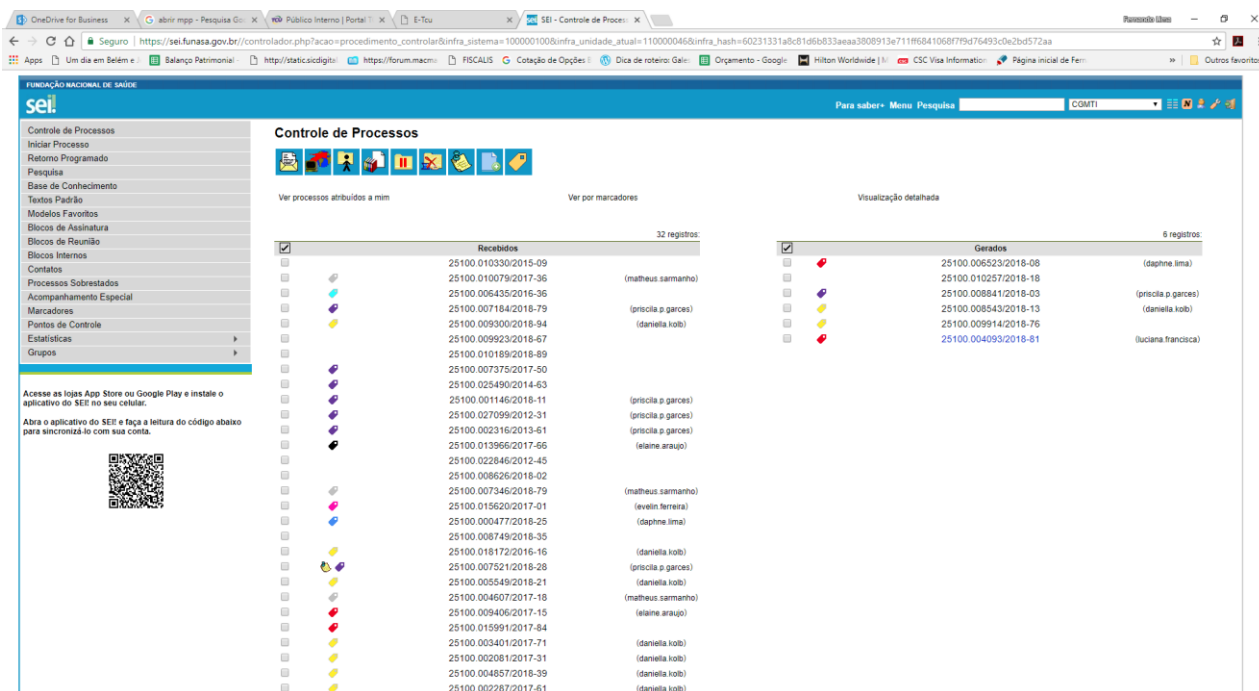 OneDrive for Business
G abrir mpp - Pesquisa Go
Público Interno | Portal T
E-Tcu
sei SEI - Controle de Process
Seguro | https://sei.funasa.gov.br//controlador.php?acao=procedimento_controlar&infra_sistema=100000100&infra_unidade_atual=110000046&infra_hash=60231331a8c81d6b833aeaa3808913e711ff6841068f7f9d76493c0e2bd572aa
Apps Um dia em Belém e Balanço Patrimonial - http://static.sicdigital https://forum.macma FISCALIS G Cotação de Opções Dica de roteiro: Gale Orçamento - Google Hilton Worldwide | M CSC Visa Information Página inicial de Fern » Outros favoritos
FUNDAÇÃO NACIONAL DE SAÚDE
sei!
Para saber+ Menu Pesquisa CGMTI
Controle de Processos
Iniciar Processo
Retorno Programado
Pesquisa
Base de Conhecimento
Textos Padrão
Modelos Favoritos
Blocos de Assinatura
Blocos de Reunião
Blocos Internos
Contatos
Processos Sobrestados
Acompanhamento Especial
Marcadores
Pontos de Controle
Estatísticas
Grupos
Acesse as lojas App Store ou Google Play e instale o
aplicativo do SEI! no seu celular.
Abra o aplicativo do SEI! e faça a leitura do código abaixo
para sincronizá-lo com sua conta.
Controle de Processos
Ver processos atribuídos a mim Ver por marcadores Visualização detalhada
32 registros:
Recebidos
25100.010330/2015-09
25100.010079/2017-36 (matheus.sarmanho)
25100.006435/2016-36
25100.007184/2018-79 (priscila.p.garces)
25100.009300/2018-94 (daniella.kolb)
25100.009923/2018-67
25100.010189/2018-89
25100.007375/2017-50
25100.025490/2014-63
25100.001146/2018-11 (priscila.p.garces)
25100.027099/2012-31 (priscila.p.garces)
25100.002316/2013-61 (priscila.p.garces)
25100.013966/2017-66 (elaine.araujo)
25100.022846/2012-45
25100.008626/2018-02
25100.007346/2018-79 (matheus.sarmanho)
25100.015620/2017-01 (evelin.ferreira)
25100.000477/2018-25 (daphne.lima)
25100.008749/2018-35
25100.018172/2016-16 (daniella.kolb)
25100.007521/2018-28 (priscila.p.garces)
25100.005549/2018-21 (daniella.kolb)
25100.004607/2017-18 (matheus.sarmanho)
25100.009406/2017-15 (elaine.araujo)
25100.015991/2017-84
25100.003401/2017-71 (daniella.kolb)
25100.002081/2017-31 (daniella.kolb)
25100.004857/2018-39 (daniella.kolb)
25100.002287/2017-61 (daniella.kolb)
6 registros:
Gerados
25100.006523/2018-08 (daphne.lima)
25100.010257/2018-18
25100.008841/2018-03 (priscila.p.garces)
25100.008543/2018-13 (daniella.kolb)
25100.009914/2018-76
25100.004093/2018-81 (luciana.francisca)